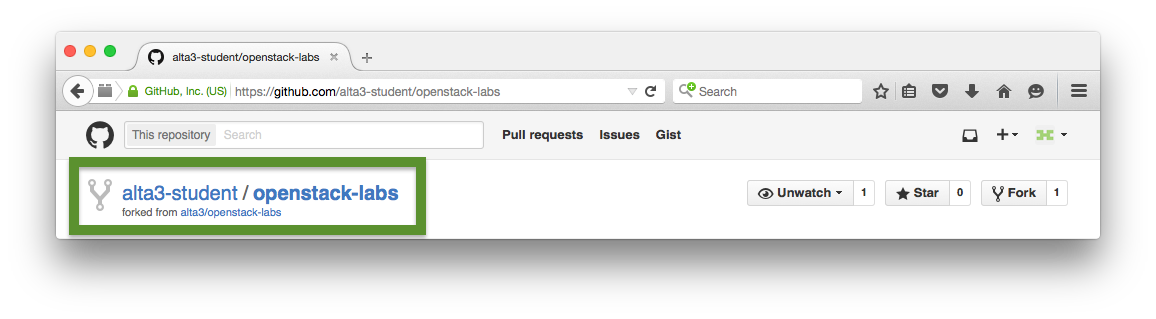 alta3-student/openstack-labs
GitHub, Inc. (US) https://github.com/alta3-student/openstack-labs Search
This repository Search Pull requests Issues Gist
alta3-student / openstack-labs
forked from alta3/openstack-labs
Unwatch 1 Star 0 Fork 1